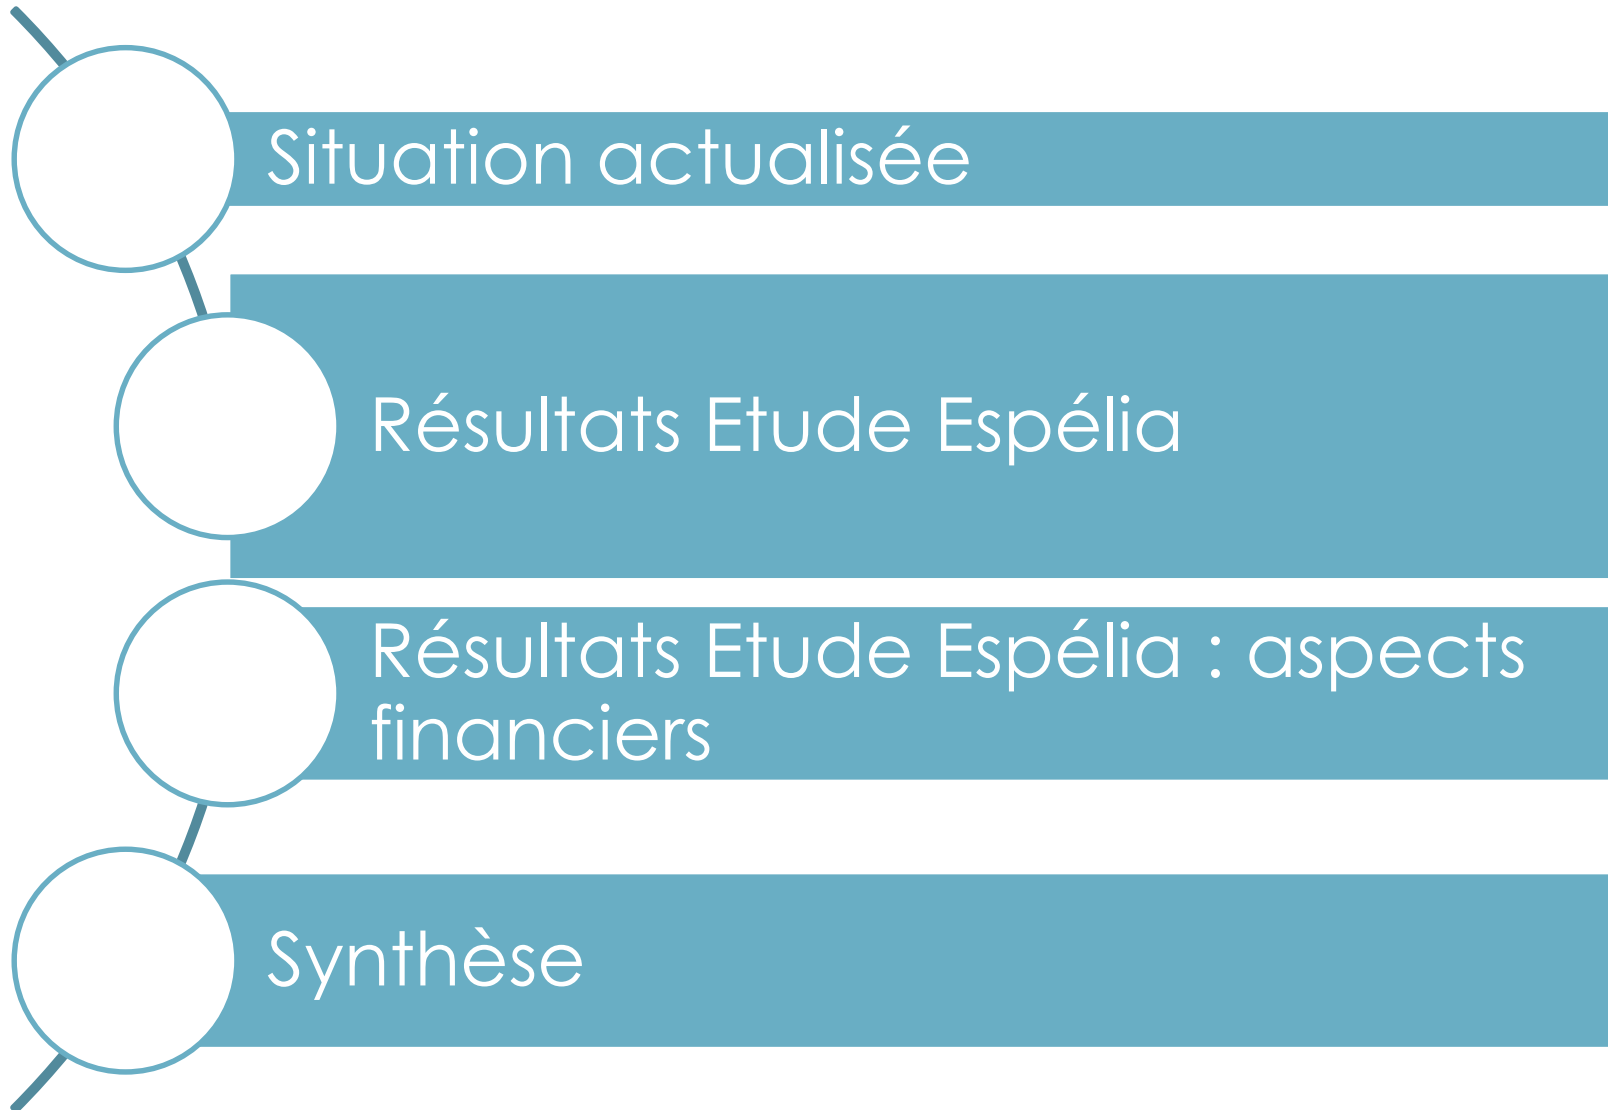 Situation actualisée
Résultats Etude Espélia
Résultats Etude Espélia : aspects
financiers
Synthèse